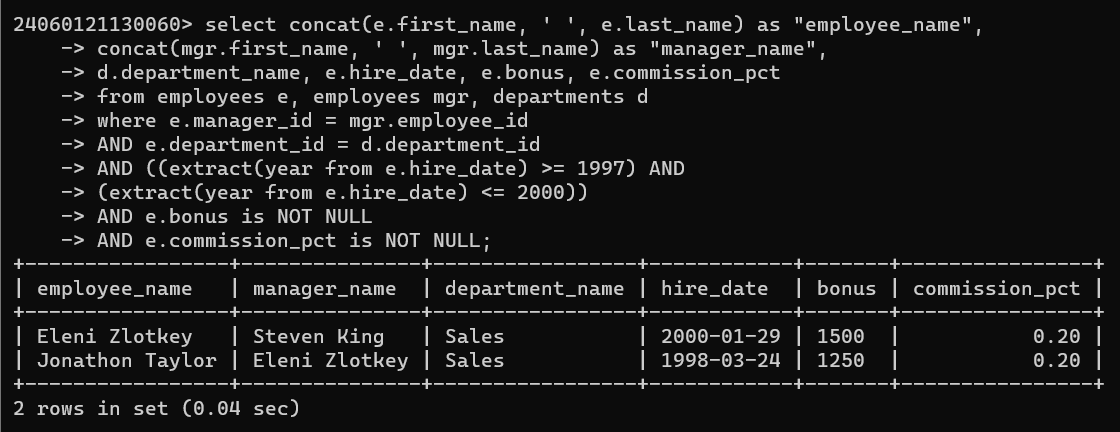 24060121130060> select concat(e.first_name, ' ', e.last_name) as "employee_name",
    -> concat(mgr.first_name, ' ', mgr.last_name) as "manager_name",
    -> d.department_name, e.hire_date, e.bonus, e.commission_pct
    -> from employees e, employees mgr, departments d
    -> where e.manager_id = mgr.employee_id
    -> AND e.department_id = d.department_id
    -> AND ((extract(year from e.hire_date) >= 1997) AND
    -> (extract(year from e.hire_date) <= 2000))
    -> AND e.bonus is NOT NULL
    -> AND e.commission_pct is NOT NULL;
+-----------------+---------------+-----------------+------------+-------+----------------+
| employee_name   | manager_name  | department_name | hire_date  | bonus | commission_pct |
+-----------------+---------------+-----------------+------------+-------+----------------+
| Eleni Zlotkey   | Steven King   | Sales           | 2000-01-29 | 1500  |           0.20 |
| Jonathon Taylor | Eleni Zlotkey | Sales           | 1998-03-24 | 1250  |           0.20 |
+-----------------+---------------+-----------------+------------+-------+----------------+
2 rows in set (0.04 sec)